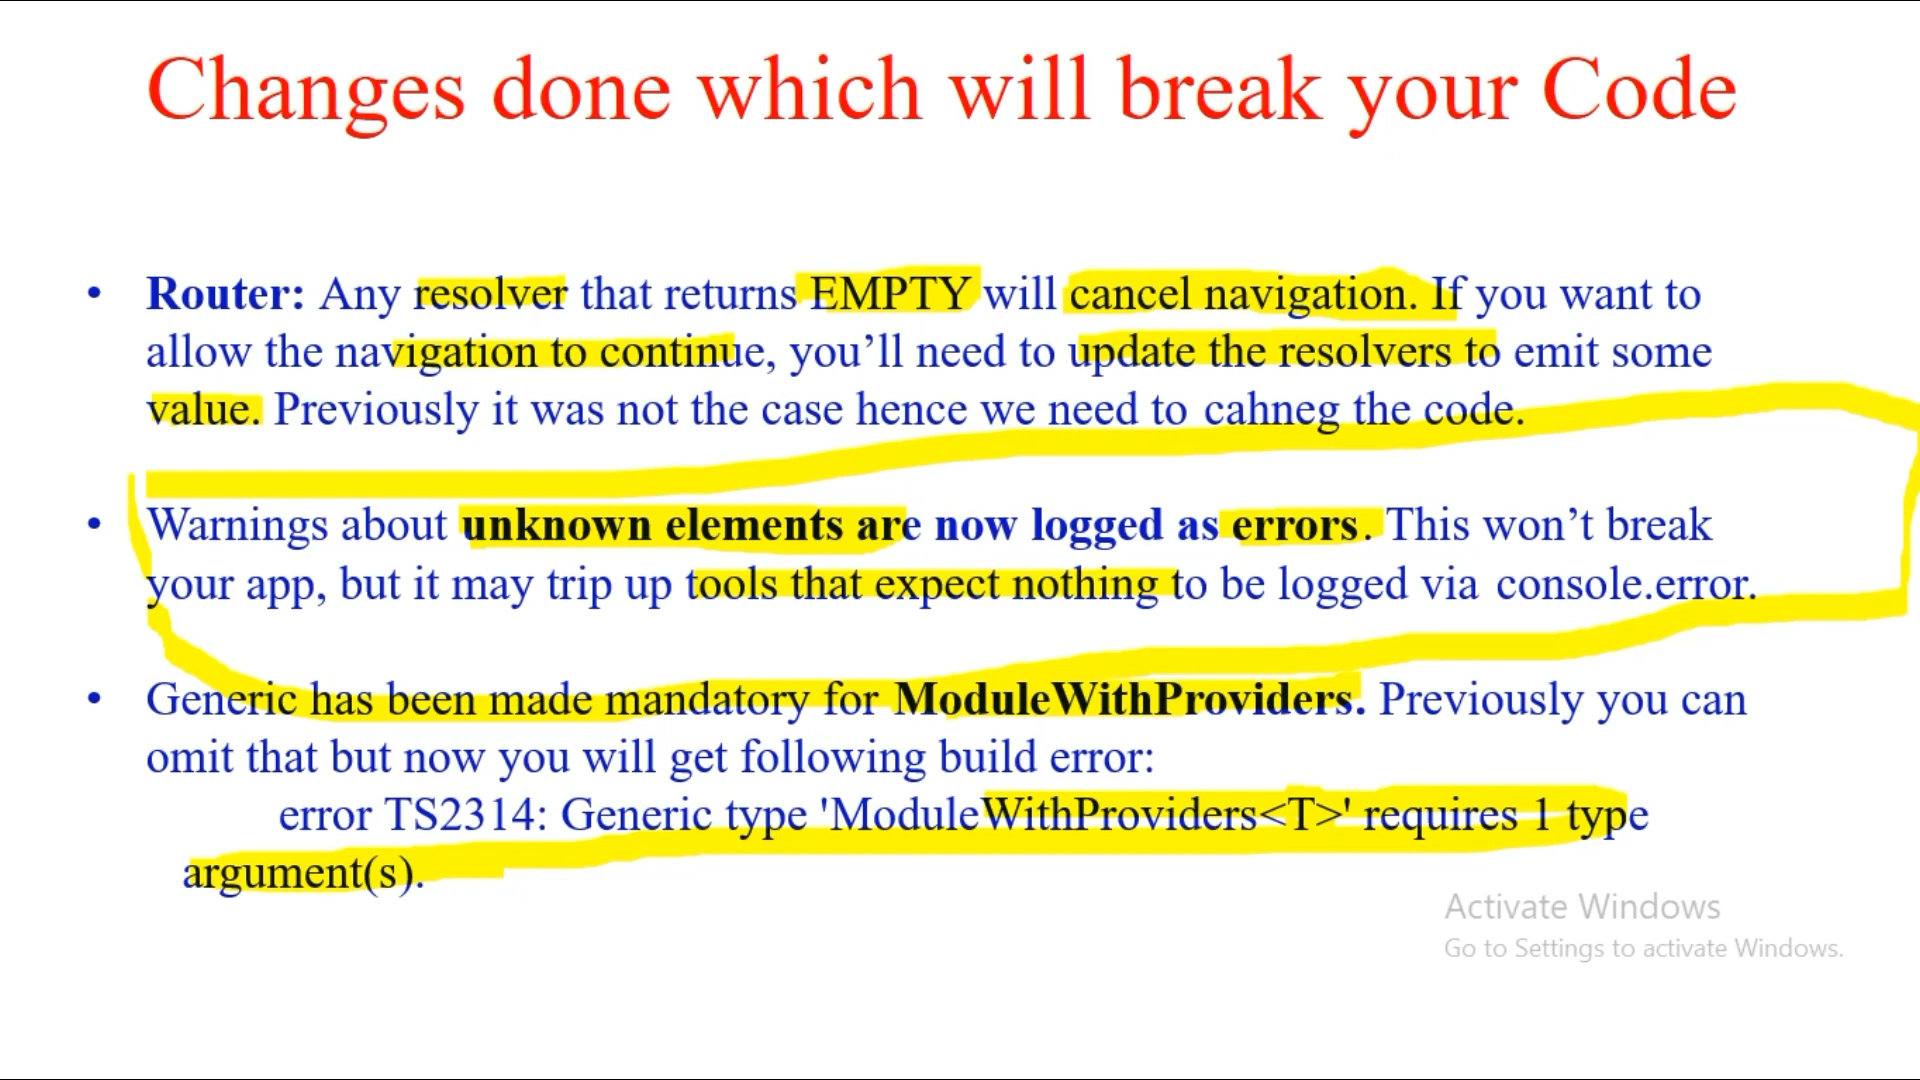 Changes done which will break your Code
• Router: Any resolver that returns EMPTY will cancel navigation. If you want to
allow the navigation to continue, you’ll need to update the resolvers to emit some
value. Previously it was not the case hence we need to cahneg the code.
• Warnings about unknown elements are now logged as errors. This won’t break
your app, but it may trip up tools that expect nothing to be logged via console.error.
• Generic has been made mandatory for ModuleWithProviders. Previously you can
omit that but now you will get following build error:
error TS2314: Generic type 'ModuleWithProviders<T>' requires 1 type
argument(s).
Activate Windows
Go to Settings to activate Windows.